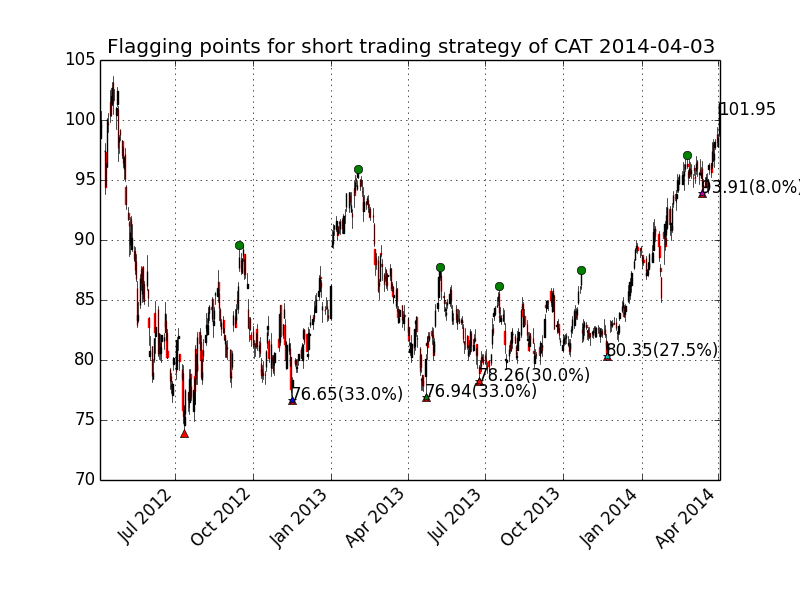 Flagging points for short trading strategy of CAT 2014-04-03
105
100
95
90
85
80
75
70
101.95
93.91(8.0%)
80.35(27.5%)
78.26(30.0%)
76.94(33.0%)
76.65(33.0%)
Jul 2012
Oct 2012
Jan 2013
Apr 2013
Jul 2013
Oct 2013
Jan 2014
Apr 2014